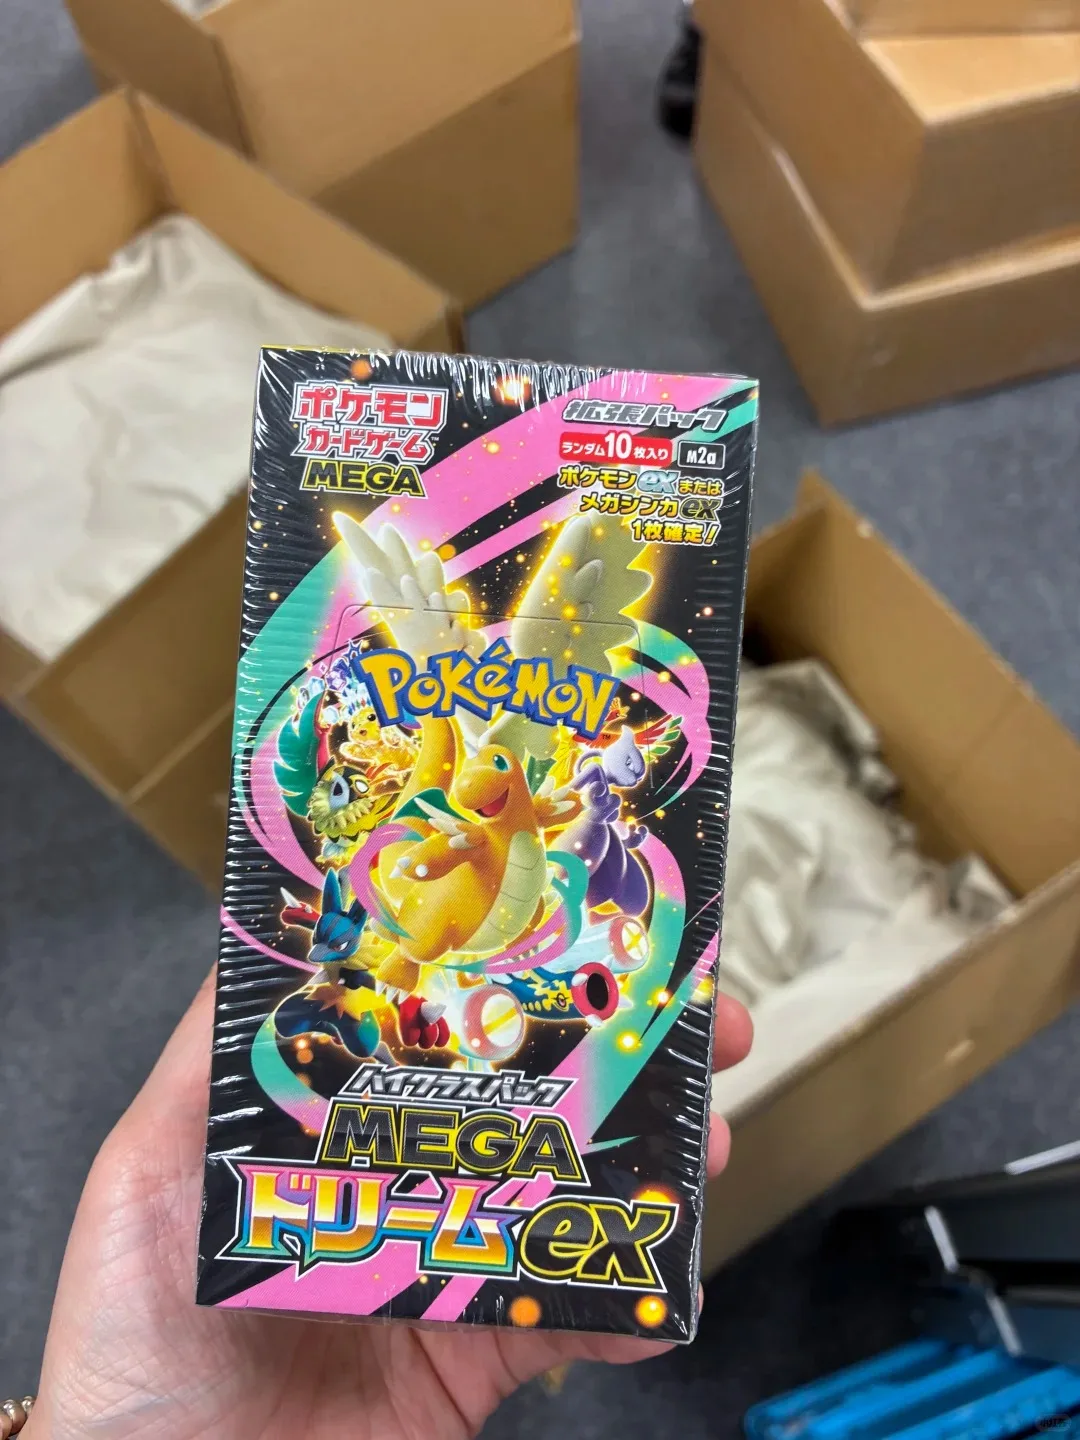 ポケモン
カードゲーム
MEGA
拡張パック
ランダム10枚入り M2a
ポケモンexまたは
メガシンカex
1枚確定!
POKéMON
ハイクラスパック
MEGA
ドリームex